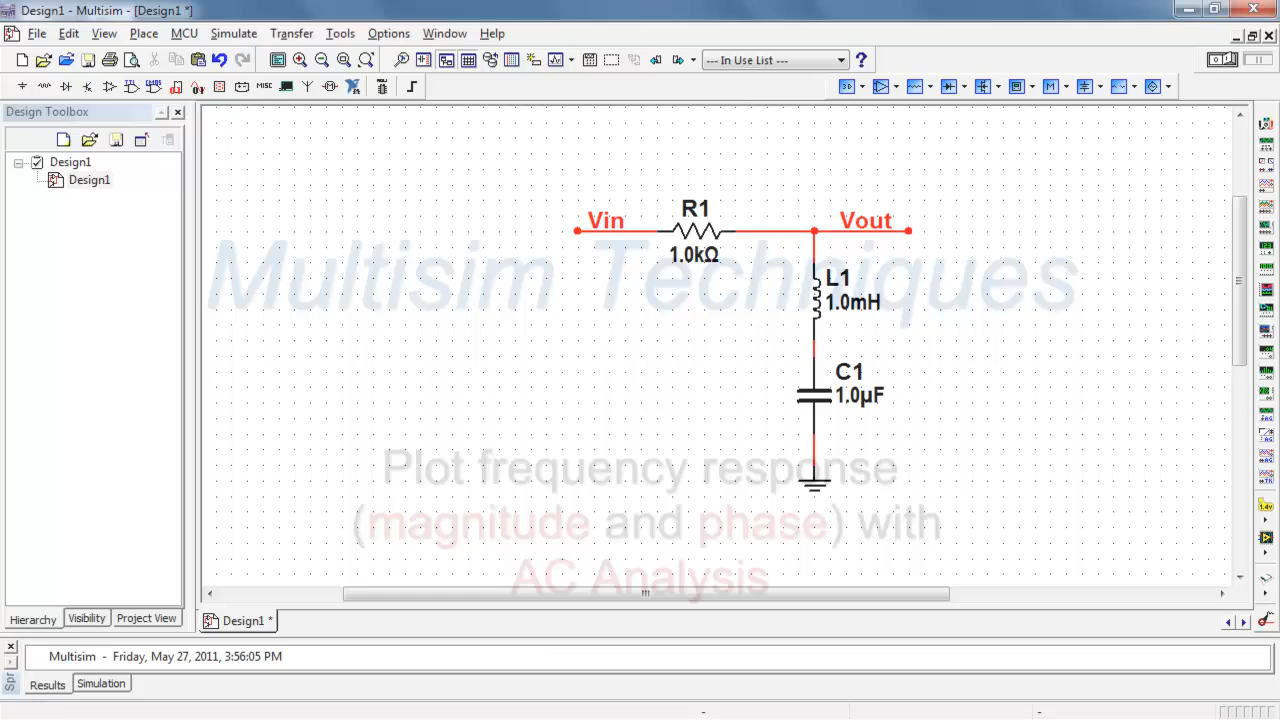 Design1 - Multisim - [Design1 *]
File Edit View Place MCU Simulate Transfer Tools Options Window Help
--- In Use List ---
MISC
Design Toolbox
Design1
Design1
Vin
R1
1.0kΩ
Vout
L1
1.0mH
C1
1.0µF
Multisim Techniques
Plot frequency response
(magnitude and phase) with
AC Analysis
Hierarchy Visibility Project View
Design1 *
Multisim - Friday, May 27, 2011, 3:56:05 PM
Spr
Results Simulation